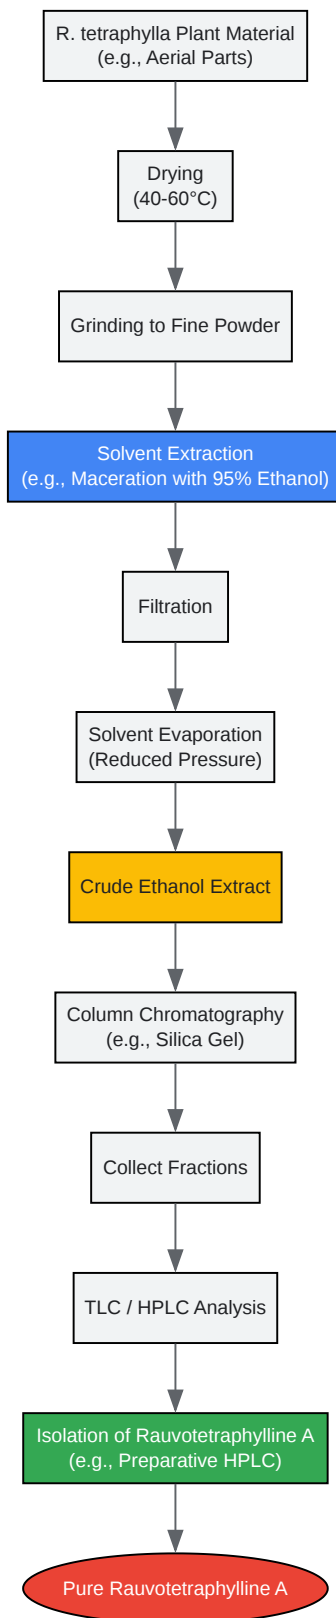 R. tetraphylla Plant Material
(e.g., Aerial Parts)
Drying
(40-60°C)
Grinding to Fine Powder
Solvent Extraction
(e.g., Maceration with 95% Ethanol)
Filtration
Solvent Evaporation
(Reduced Pressure)
Crude Ethanol Extract
Column Chromatography
(e.g., Silica Gel)
Collect Fractions
TLC / HPLC Analysis
Isolation of Rauvotetraphylline A
(e.g., Preparative HPLC)
Pure Rauvotetraphylline A